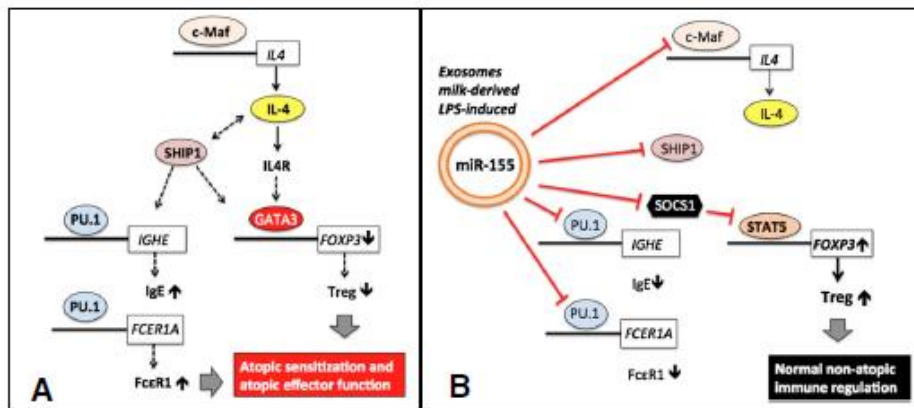 c-Maf
IL4
IL-4
SHIP1
IL4R
PU.1
IGHE
GATA3
FOXP3
IgE
Treg
PU.1
FCER1A
FcεR1
Atopic sensitization and
atopic effector function
A
c-Maf
IL4
Exosomes
milk-derived
LPS-induced
IL-4
miR-155
SHIP1
SOCS1
PU.1
IGHE
STAT5
FOXP3
IgE
Treg
PU.1
FCER1A
FcεR1
Normal non-atopic
immune regulation
B